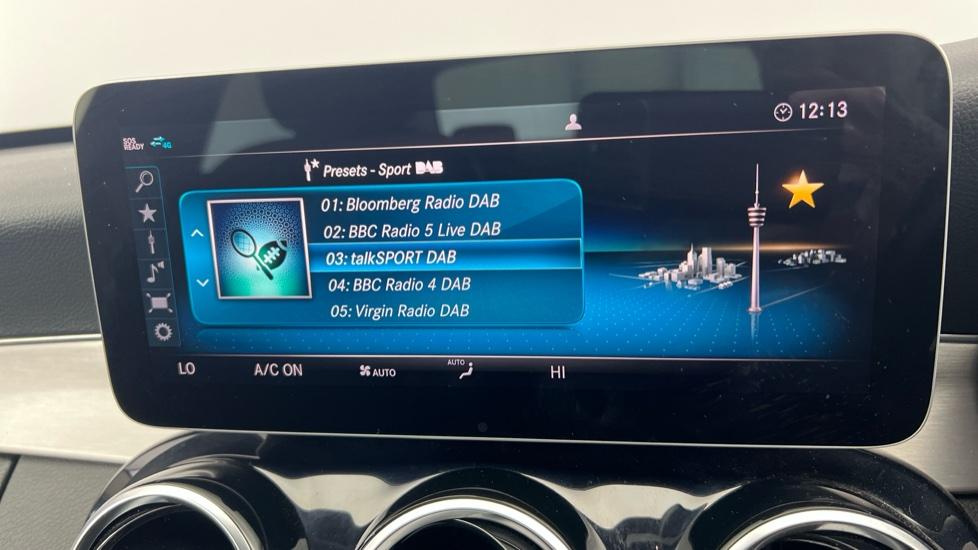 12:13
SOS
READY
4G
Presets - Sport DAB
01: Bloomberg Radio DAB
02: BBC Radio 5 Live DAB
03: talkSPORT DAB
04: BBC Radio 4 DAB
05: Virgin Radio DAB
LO A/C ON AUTO AUTO HI